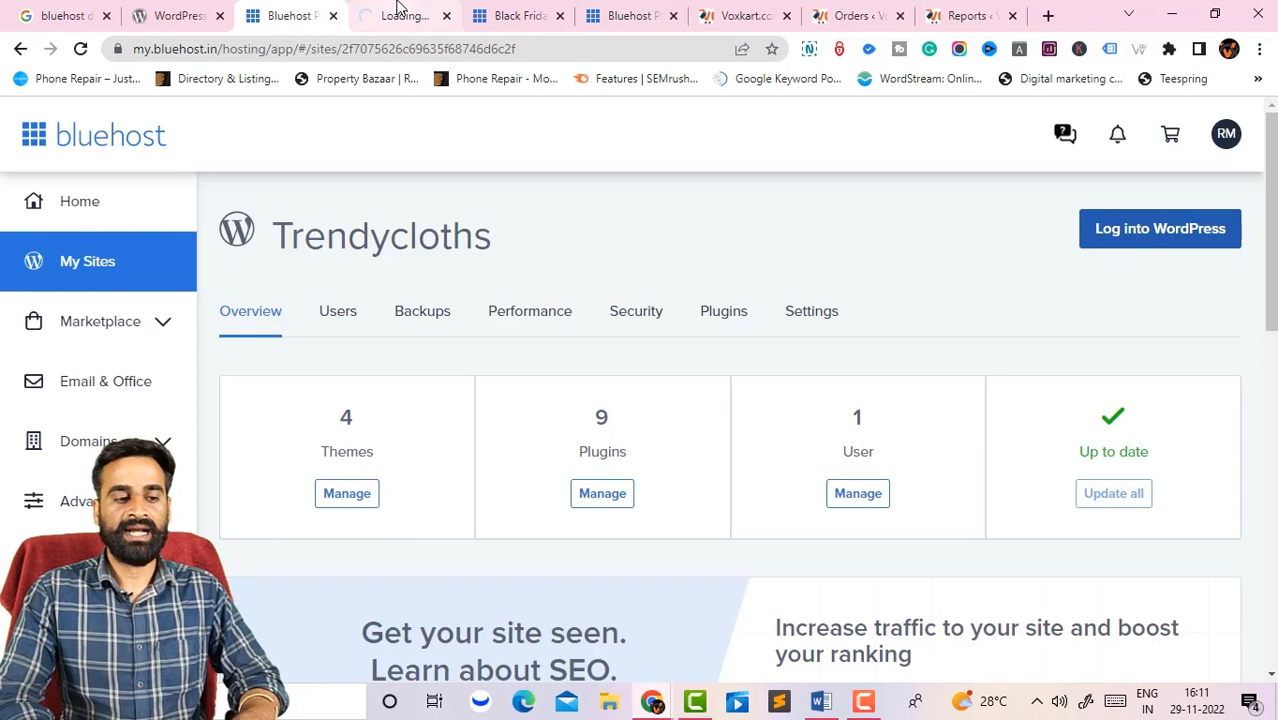 bluehost d
WordPress
Bluehost P
Loading...
Black Frida
Bluehost P
Voxkart.co
Orders ‹ V
Reports ‹
my.bluehost.in/hosting/app/#/sites/2f7075626c69635f68746d6c2f
Phone Repair – Just...
Directory & Listing...
Property Bazaar | R...
Phone Repair - Mo...
Features | SEMrush...
Google Keyword Po...
WordStream: Onlin...
Digital marketing c...
Teespring
»
bluehost
RM
Home
My Sites
Marketplace
Email & Office
Domains
Adva
Trendycloths
Log into WordPress
Overview
Users
Backups
Performance
Security
Plugins
Settings
4
Themes
Manage
9
Plugins
Manage
1
User
Manage
Up to date
Update all
Get your site seen.
Learn about SEO.
Increase traffic to your site and boost
your ranking
28°C
ENG
IN
16:11
29-11-2022
4